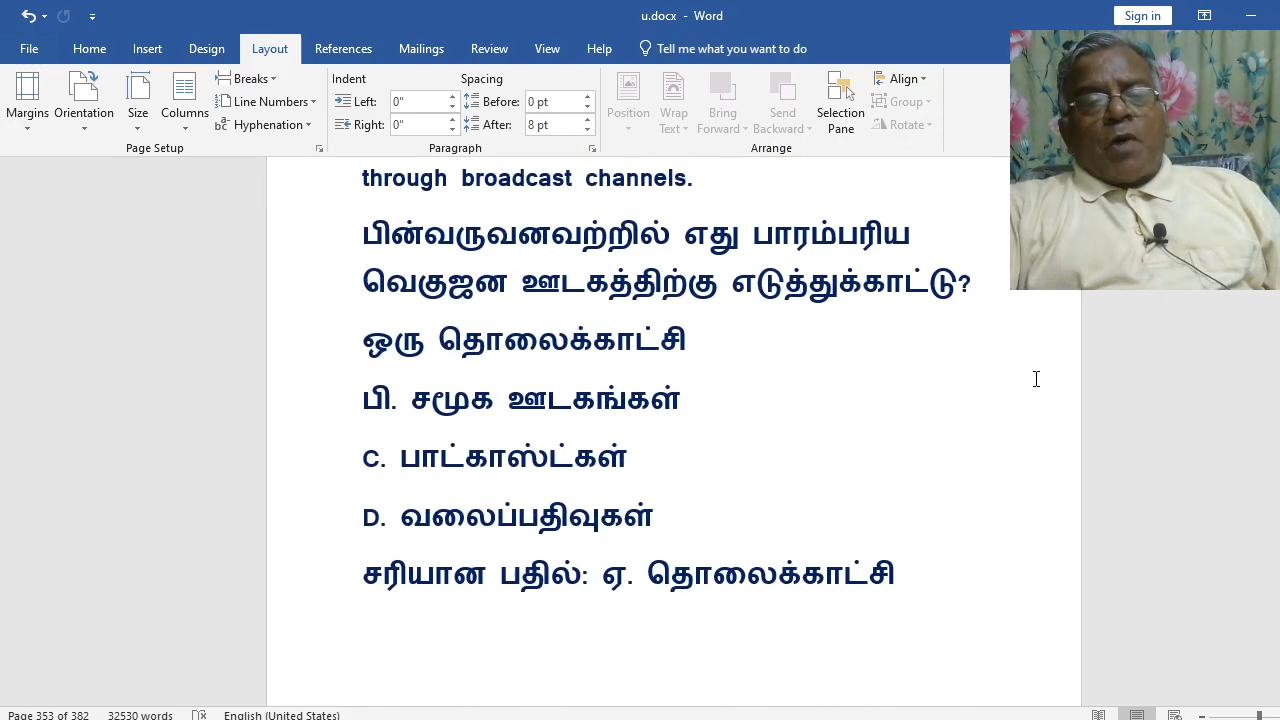 u.docx - Word
Sign in
File Home Insert Design Layout References Mailings Review View Help Tell me what you want to do
Margins Orientation Size Columns Breaks Line Numbers Hyphenation
Page Setup
Indent Spacing
Left: 0" Before: 0 pt
Right: 0" After: 8 pt
Paragraph
Position Wrap Text Bring Forward Send Backward Selection Pane Align Group Rotate
Arrange
through broadcast channels.
பின்வருவனவற்றில் எது பாரம்பரிய
வெகுஜன ஊடகத்திற்கு எடுத்துக்காட்டு?
ஒரு தொலைக்காட்சி
பி. சமூக ஊடகங்கள்
C. பாட்காஸ்ட்கள்
D. வலைப்பதிவுகள்
சரியான பதில்: ஏ. தொலைக்காட்சி
Page 353 of 382 32530 words English (United States)